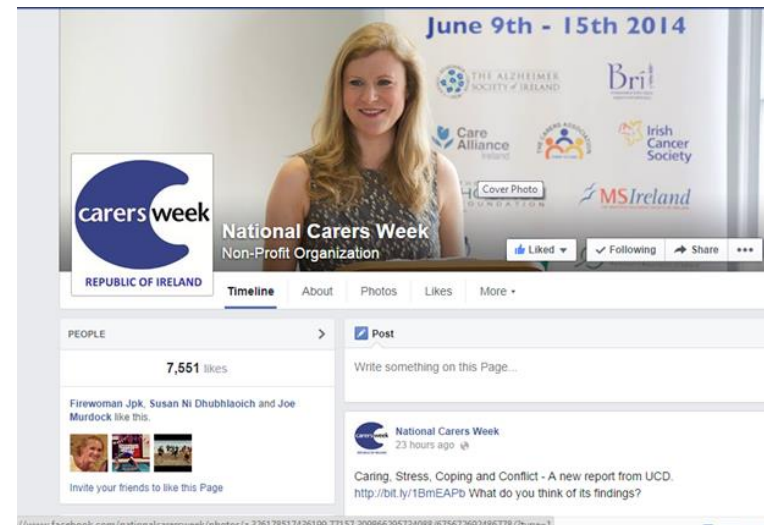 June 9th - 15th 2014
THE ALZHEIMER
SOCIETY of IRELAND
Bri
Care
Alliance
Ireland
THE CARERS ASSOCIATION
Irish
Cancer
Society
Cover Photo
FOUNDATION
MSIreland
carers week
REPUBLIC OF IRELAND
National Carers Week
Non-Profit Organization
Liked
Following
Share
Timeline
About
Photos
Likes
More
PEOPLE
7,551 likes
Firewoman Jpk, Susan Ni Dhubhlaoich and Joe
Murdock like this.
Invite your friends to like this Page
Post
Write something on this Page...
National Carers Week
23 hours ago
Caring, Stress, Coping and Conflict - A new report from UCD.
http://bit.ly/1BmEAPb What do you think of its findings?